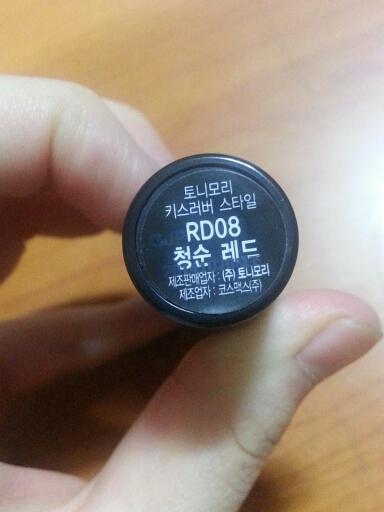 토니모리
키스러버 스타일
RD08
청순 레드
제조판매업자 : (주) 토니모리
제조업자 : 코스맥스(주)